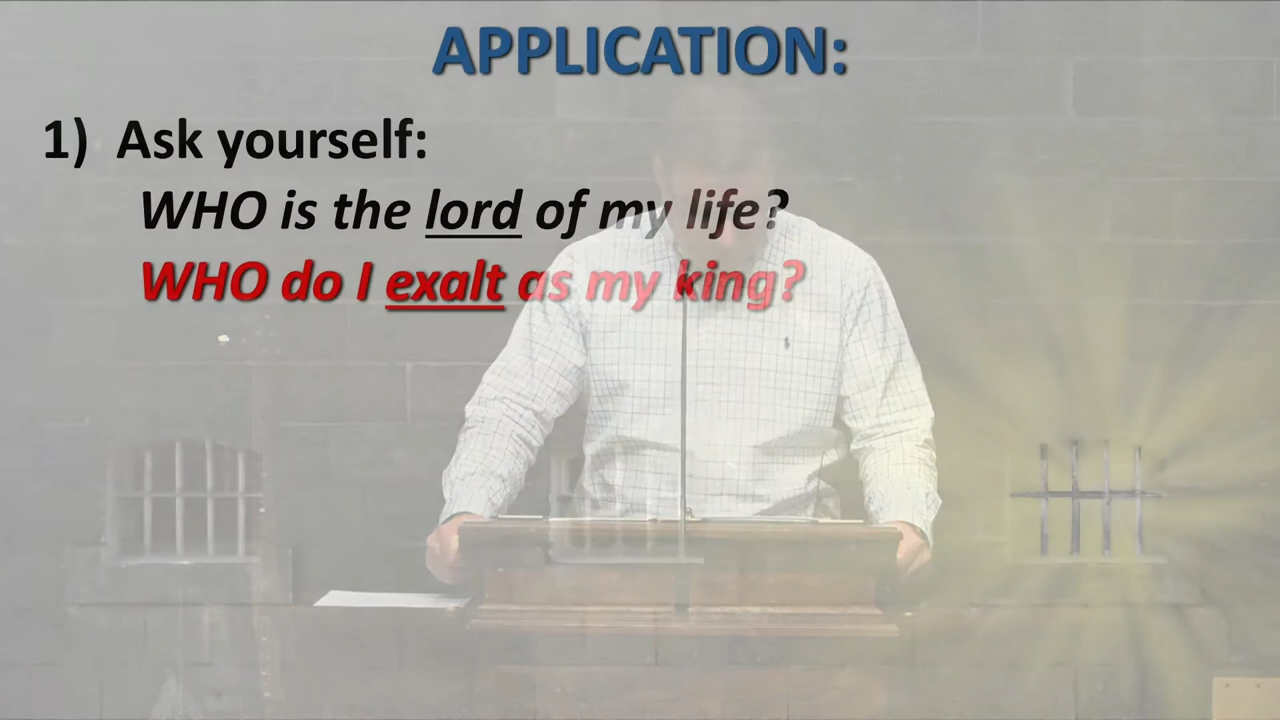 APPLICATION:
1) Ask yourself:
WHO is the lord of my life?
WHO do I exalt as my king?